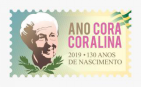 ANO CORA
CORALINA
2019 • 130 ANOS
DE NASCIMENTO